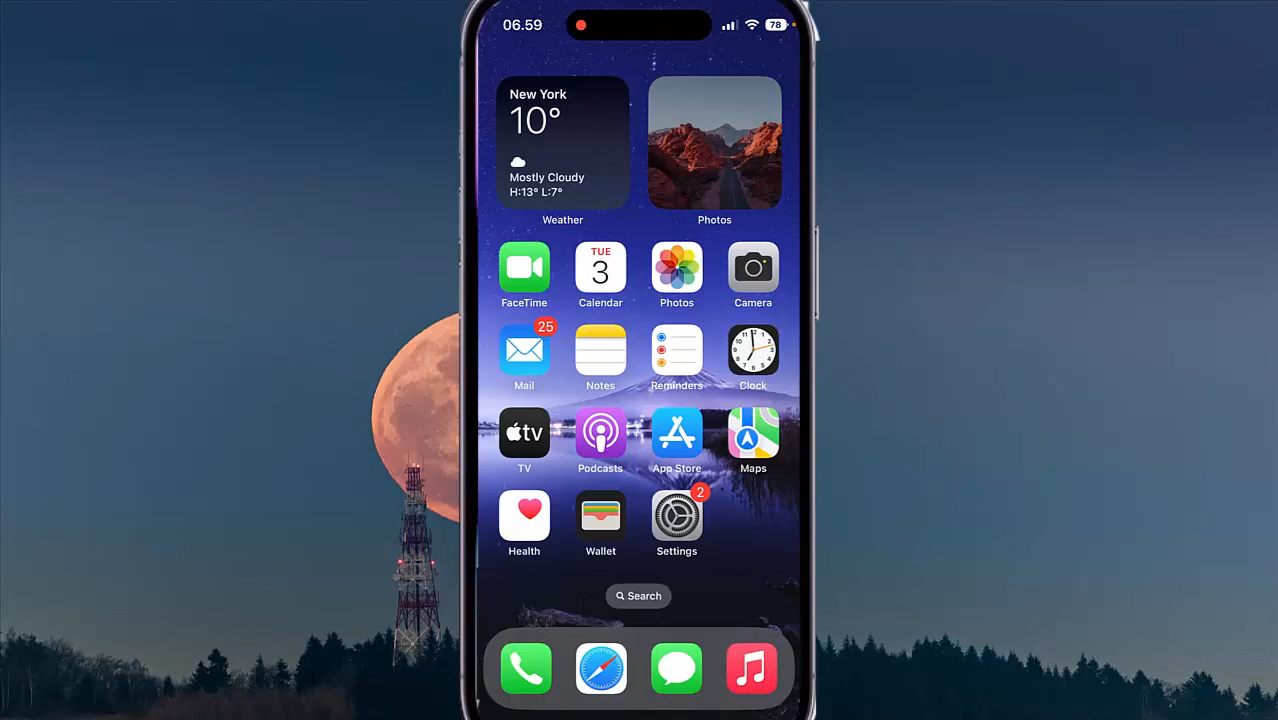 06.59
78
New York
10°
Mostly Cloudy
H:13° L:7°
Weather
Photos
TUE
3
FaceTime
Calendar
Photos
Camera
25
Mail
Notes
Reminders
Clock
tv
TV
Podcasts
App Store
Maps
2
Health
Wallet
Settings
Search